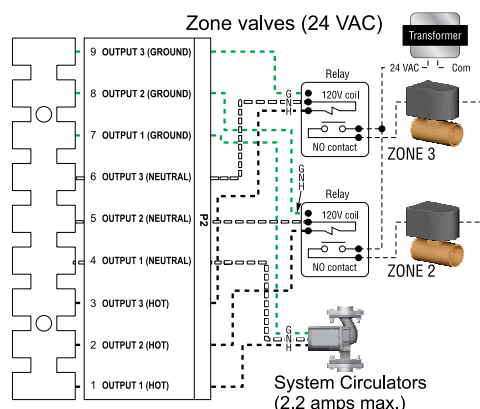 Zone valves (24 VAC)
Transformer
24 VAC
Com
9 OUTPUT 3 (GROUND)
8 OUTPUT 2 (GROUND)
7 OUTPUT 1 (GROUND)
6 OUTPUT 3 (NEUTRAL)
5 OUTPUT 2 (NEUTRAL)
4 OUTPUT 1 (NEUTRAL)
3 OUTPUT 3 (HOT)
2 OUTPUT 2 (HOT)
1 OUTPUT 1 (HOT)
P2
Relay
G
N
H
120V coil
NO contact
ZONE 3
G
N
H
Relay
120V coil
NO contact
ZONE 2
G
N
H
System Circulators
(2.2 amps max.)